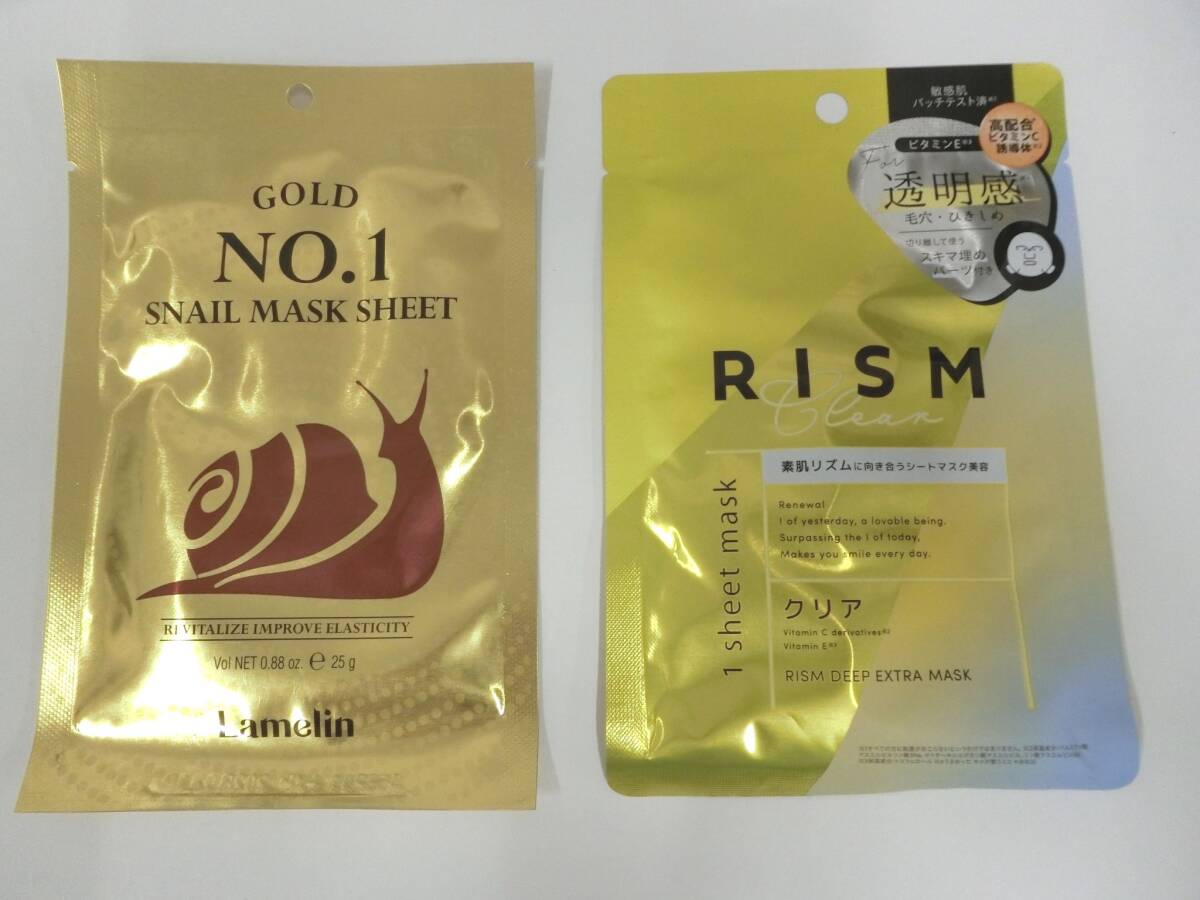 GOLD
NO.1
SNAIL MASK SHEET
REVITALIZE IMPROVE ELASTICITY
Vol NET 0.88 oz. ℮ 25 g
Lamelin
敏感肌
パッチテスト済※1
高配合
ビタミンC
誘導体※2
ビタミンE※3
For
透明感
毛穴・ひきしめ
切り離して使う
スキマ埋め
パーツ付き
RISM
Clear
1 sheet mask
素肌リズムに向き合うシートマスク美容
Renewal
I of yesterday, a lovable being.
Surpassing the I of today,
Makes you smile every day.
クリア
Vitamin C derivatives※2
Vitamin E※3
RISM DEEP EXTRA MASK